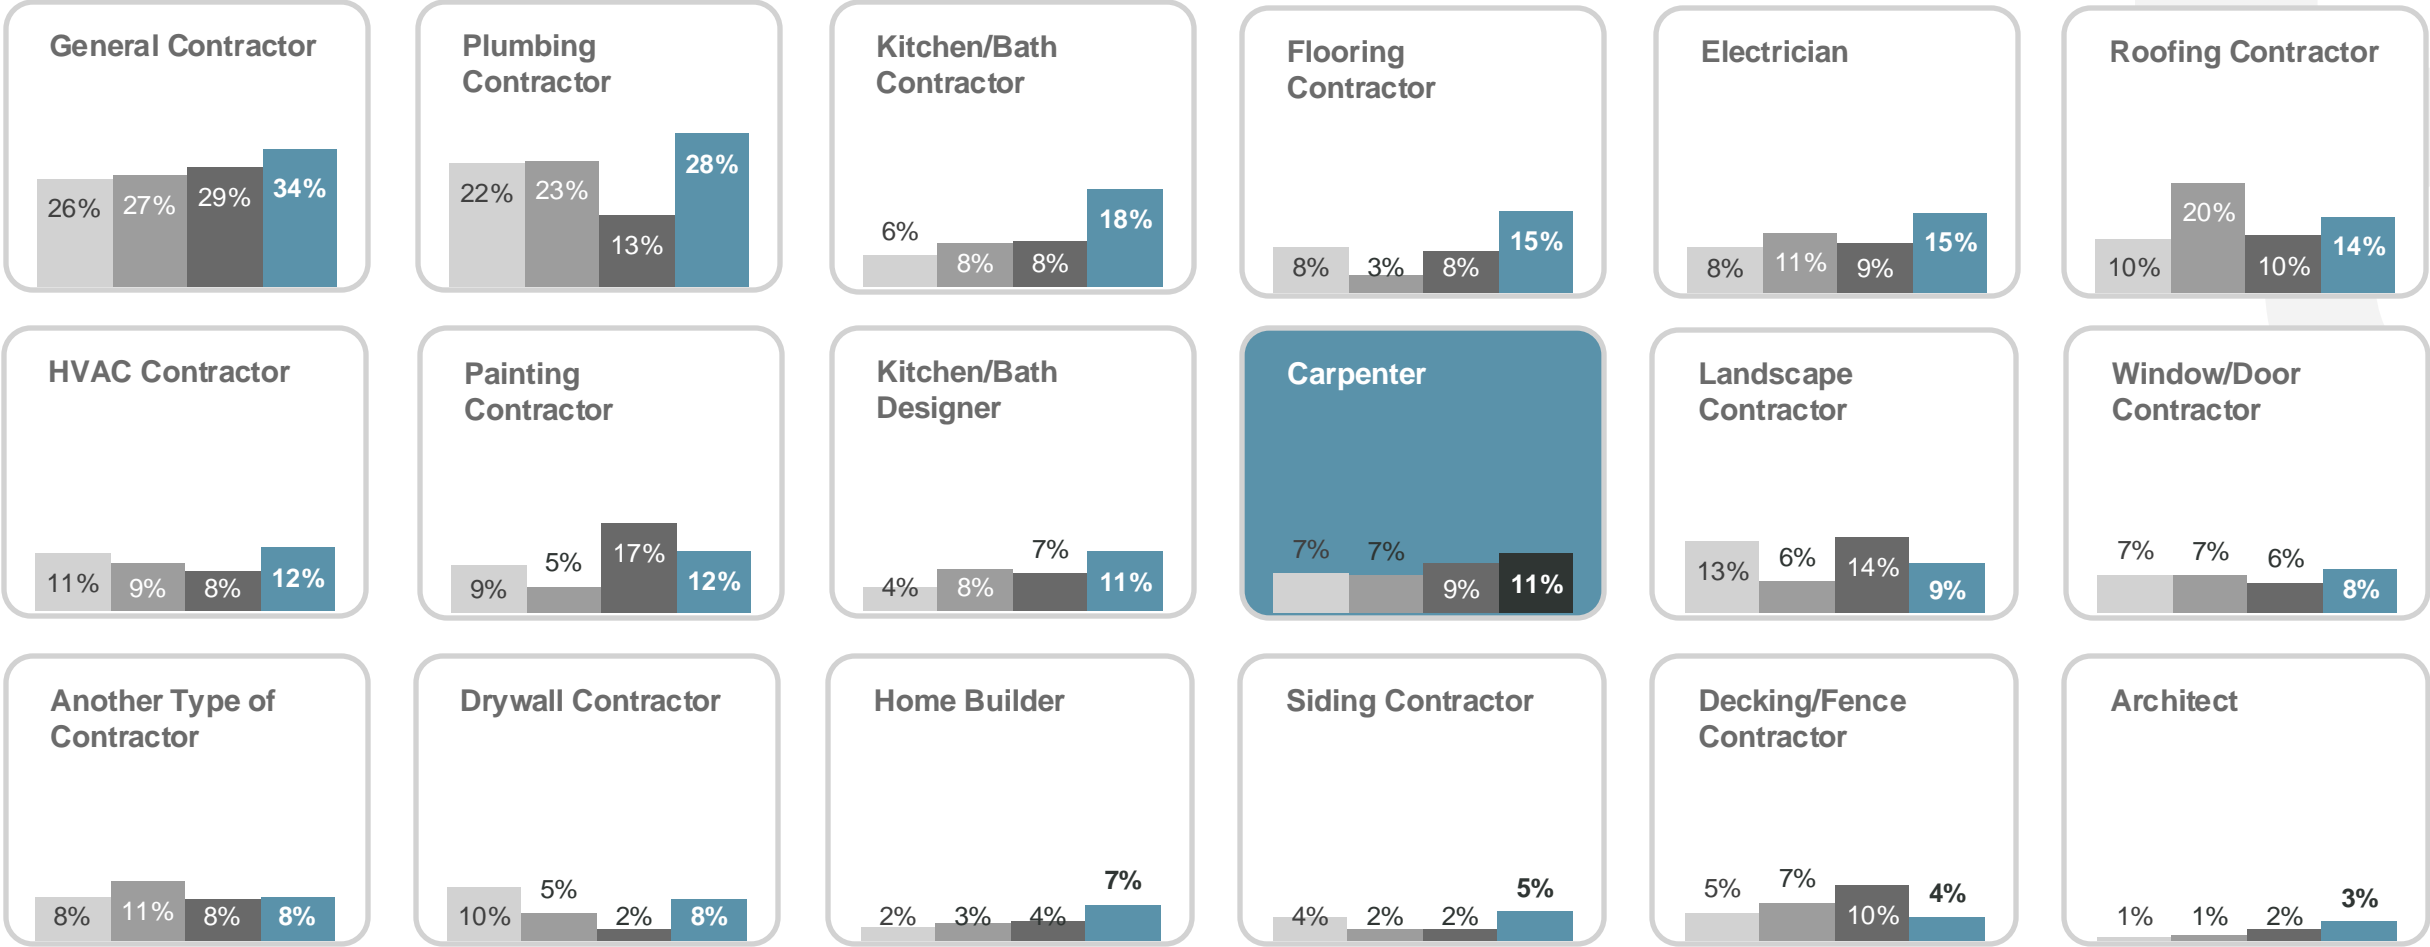 General Contractor
26% 27% 29% 34%
Plumbing
Contractor
22% 23% 13% 28%
Kitchen/Bath
Contractor
6% 8% 8% 18%
Flooring
Contractor
8% 3% 8% 15%
Electrician
8% 11% 9% 15%
Roofing Contractor
10% 20% 10% 14%
HVAC Contractor
11% 9% 8% 12%
Painting
Contractor
9% 5% 17% 12%
Kitchen/Bath
Designer
4% 8% 7% 11%
Carpenter
7% 7% 9% 11%
Landscape
Contractor
13% 6% 14% 9%
Window/Door
Contractor
7% 7% 6% 8%
Another Type of
Contractor
8% 11% 8% 8%
Drywall Contractor
10% 5% 2% 8%
Home Builder
2% 3% 4% 7%
Siding Contractor
4% 2% 2% 5%
Decking/Fence
Contractor
5% 7% 10% 4%
Architect
1% 1% 2% 3%